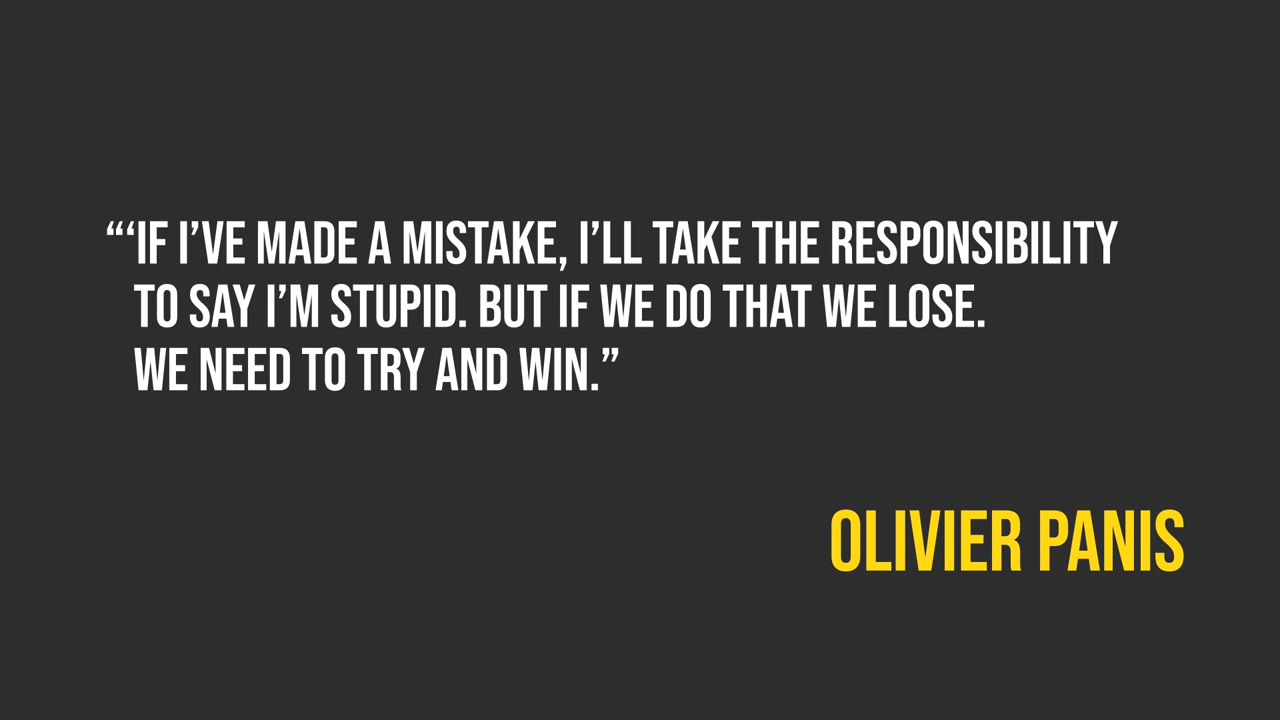 “‘IF I’VE MADE A MISTAKE, I’LL TAKE THE RESPONSIBILITY
TO SAY I’M STUPID. BUT IF WE DO THAT WE LOSE.
WE NEED TO TRY AND WIN.”
OLIVIER PANIS